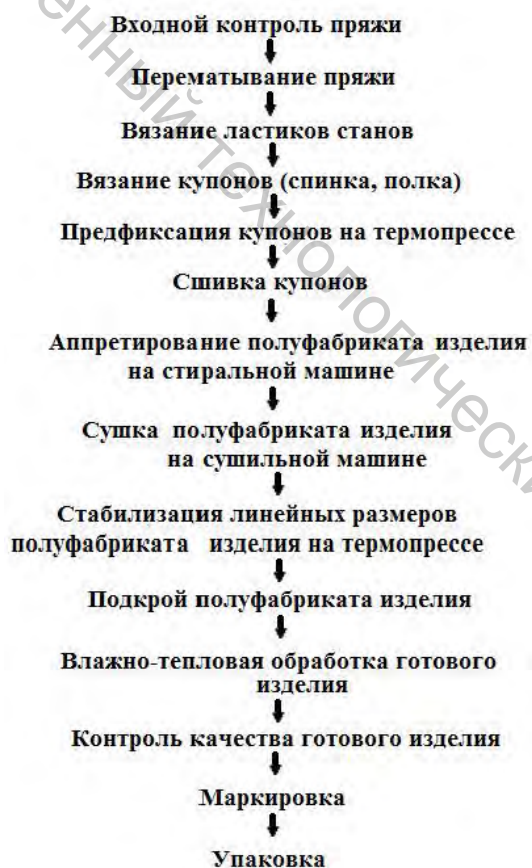 Входной контроль пряжи
Перематывание пряжи
Вязание ластиков станов
Вязание купонов (спинка, полка)
Предфиксация купонов на термопрессе
Сшивка купонов
Аппретирование полуфабриката изделия
на стиральной машине
Сушка полуфабриката изделия
на сушильной машине
Стабилизация линейных размеров
полуфабриката изделия на термопрессе
Подкрой полуфабриката изделия
Влажно-тепловая обработка готового
изделия
Контроль качества готового изделия
Маркировка
Упаковка